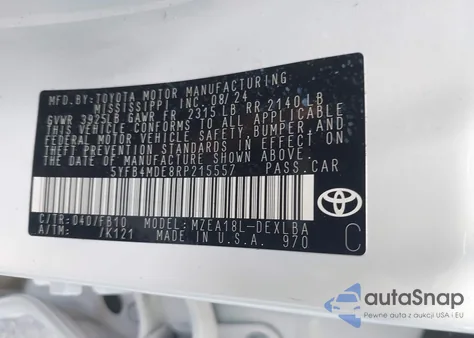 MFD.BY:TOYOTA MOTOR MANUFACTURING
MISSISSIPPI INC 08/24
GVWR 3925LB GAWR FR 2315 LB RR 2140 LB
THIS VEHICLE CONFORMS TO ALL APPLICABLE
FEDERAL MOTOR VEHICLE SAFETY, BUMPER, AND
THEFT PREVENTION STANDARDS IN EFFECT ON
THE DATE OF MANUFACTURE SHOWN ABOVE.
5YFB4MDE8RP215557 PASS.CAR
C/TR: 040/FB10 MODEL: MZEA18L-DEXLBA
A/TM: /K121 MADE IN U.S.A. 970
C
autoSnap
Pewne auta z aukcji USA i EU